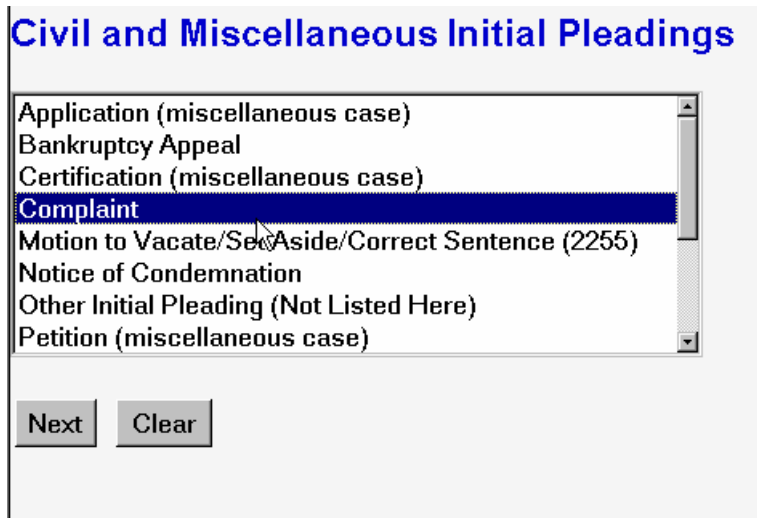 Civil and Miscellaneous Initial Pleadings
Application (miscellaneous case)
Bankruptcy Appeal
Certification (miscellaneous case)
Complaint
Motion to Vacate/Set Aside/Correct Sentence (2255)
Notice of Condemnation
Other Initial Pleading (Not Listed Here)
Petition (miscellaneous case)
Next Clear